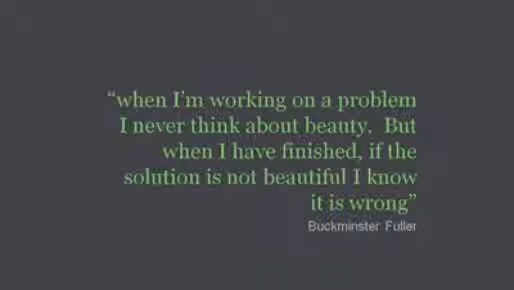 “when I’m working on a problem
I never think about beauty.  But
when I have finished, if the
solution is not beautiful I know
it is wrong”
Buckminster Fuller